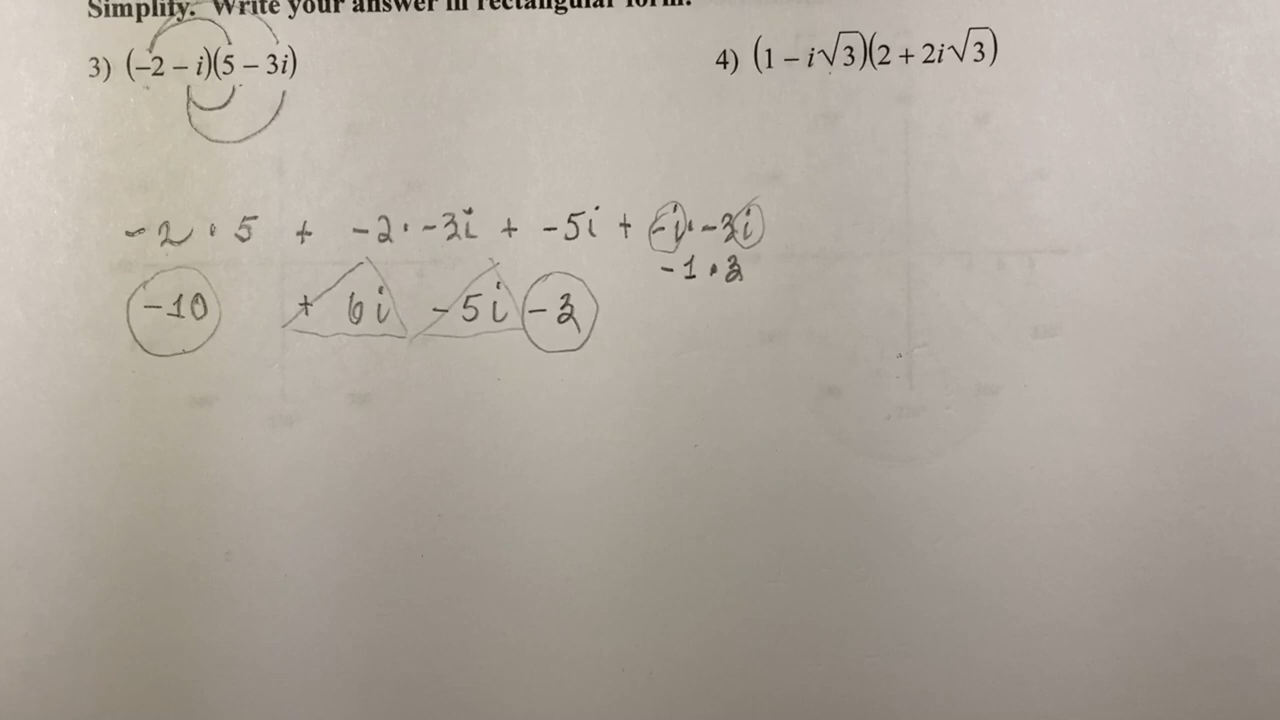 Simplify. Write your answer in rectangular form.
3) (−2 − i)(5 − 3i)
4) (1 − i√3)(2 + 2i√3)
-2 · 5 + -2 · -3i + -5i + -i · -3i
-1 · 3
-10 + 6i - 5i - 3